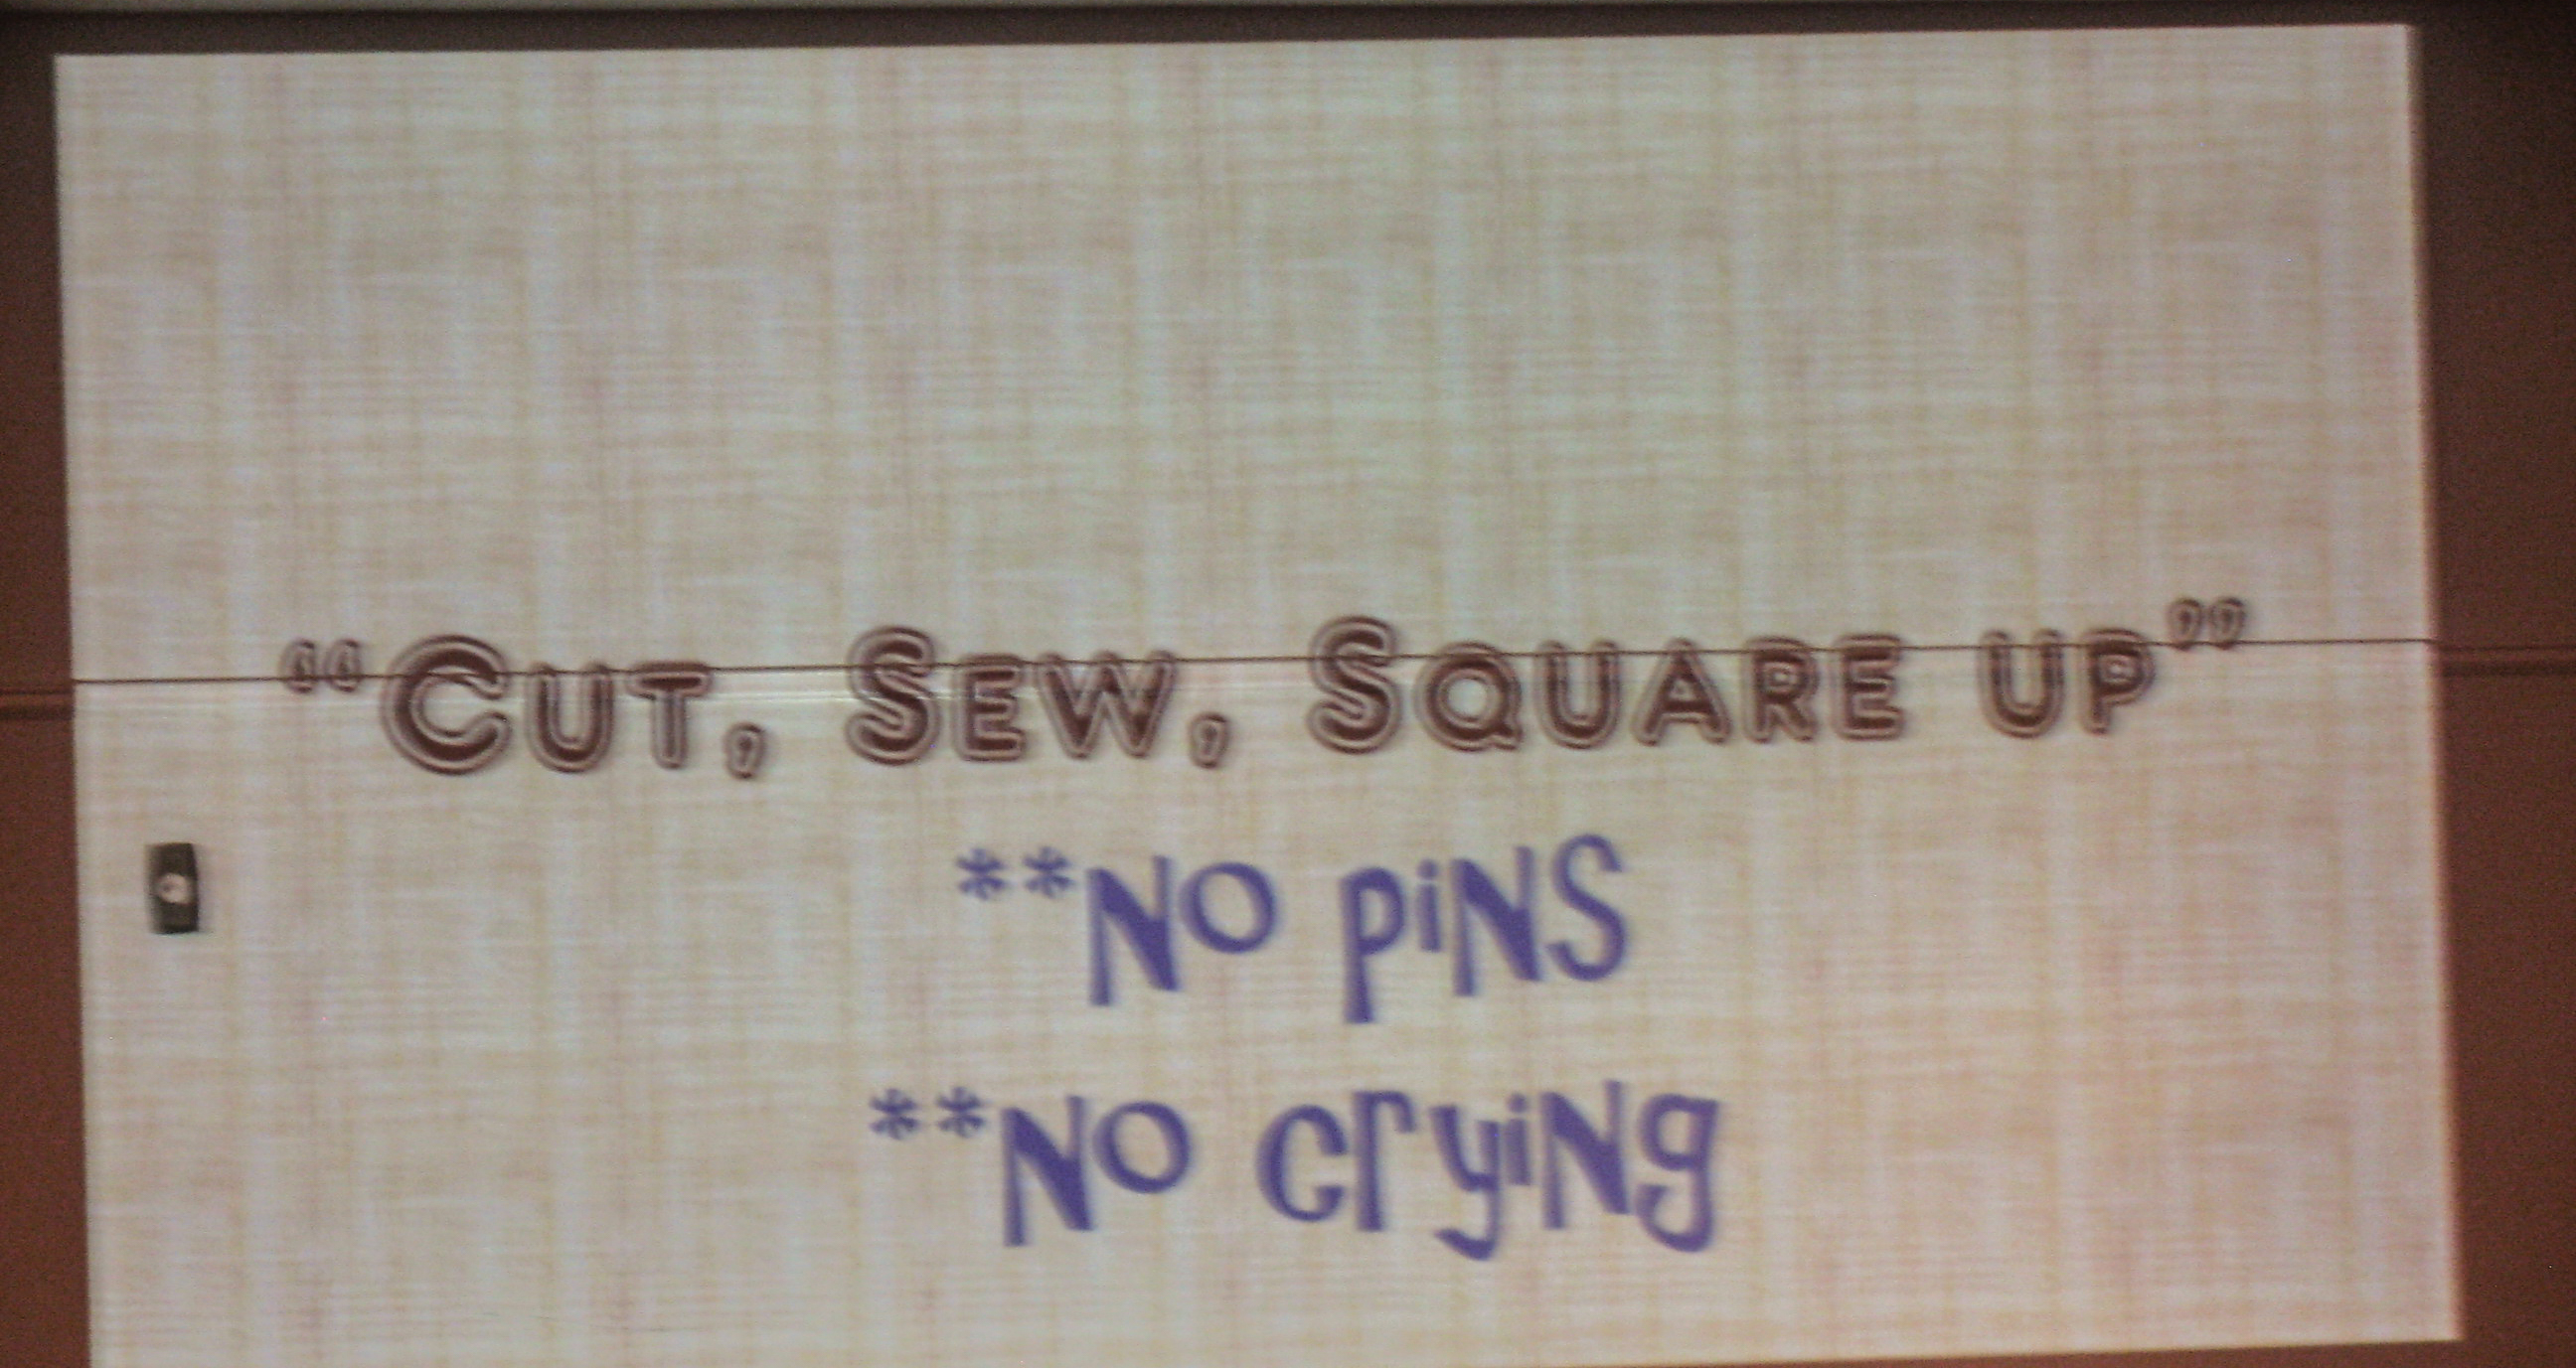 “Cut, Sew, Square up”
**No piNS
**No cryiNg